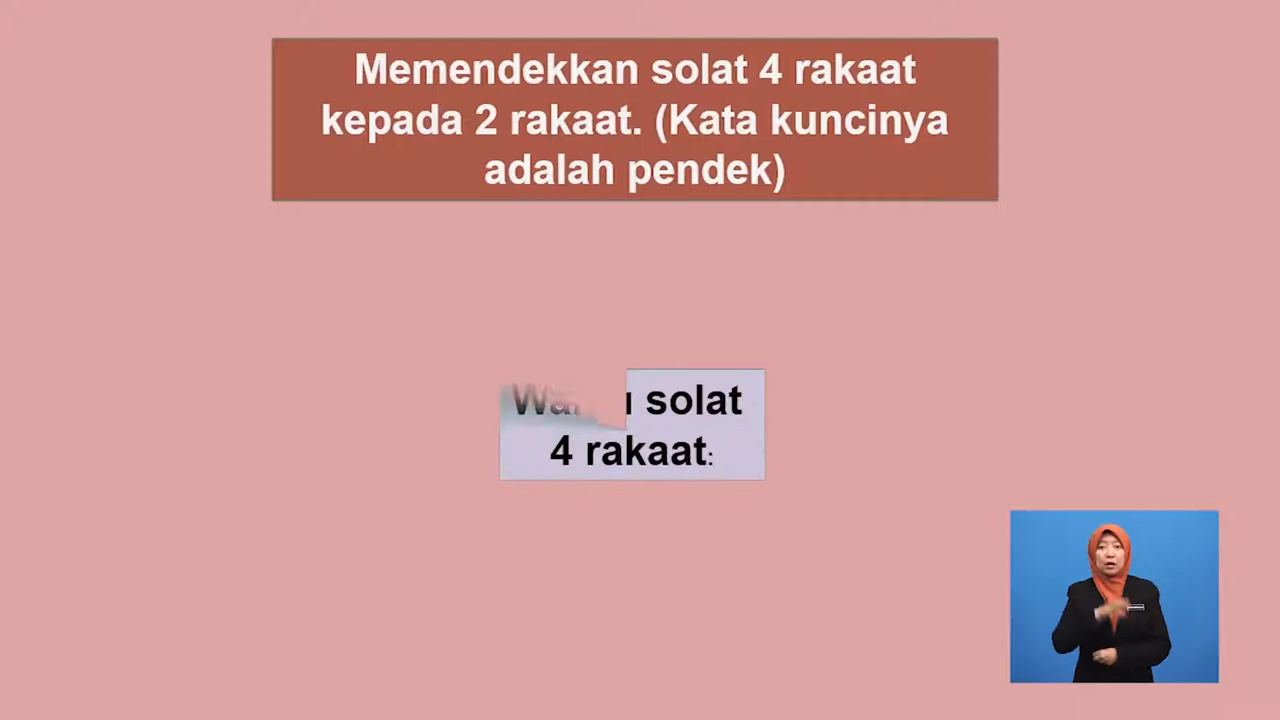 Memendekkan solat 4 rakaat
kepada 2 rakaat. (Kata kuncinya
adalah pendek)
solat
4 rakaat: